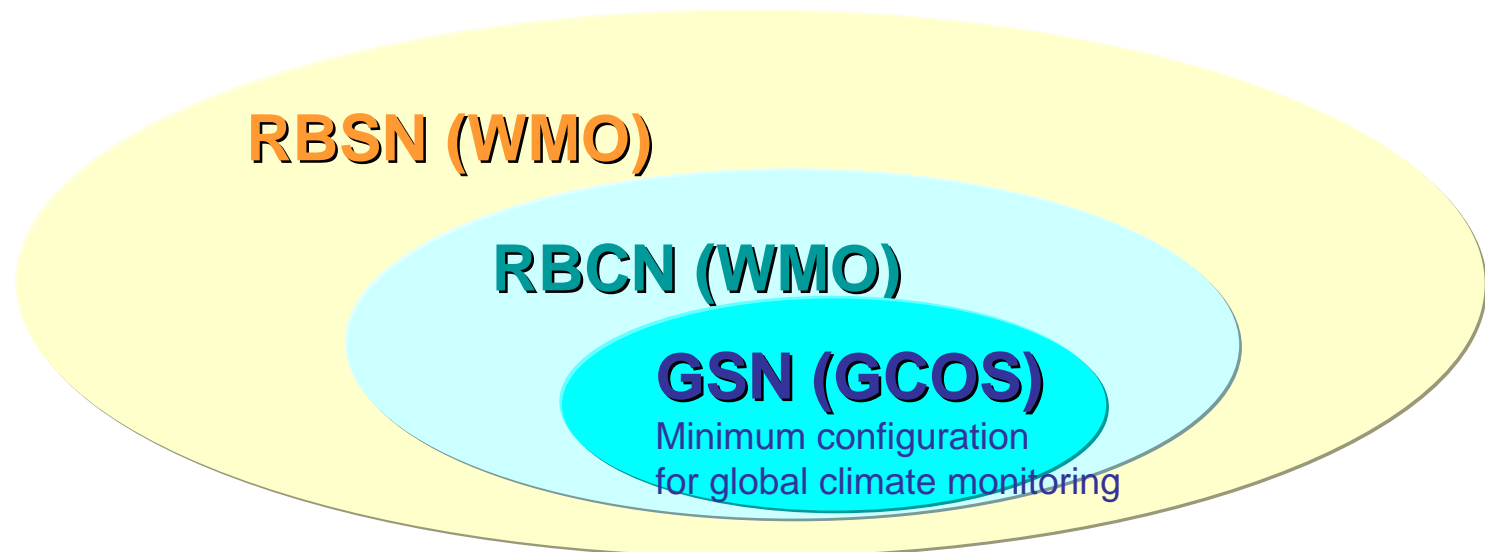 RBSN (WMO)
RBCN (WMO)
GSN (GCOS)
Minimum configuration
for global climate monitoring